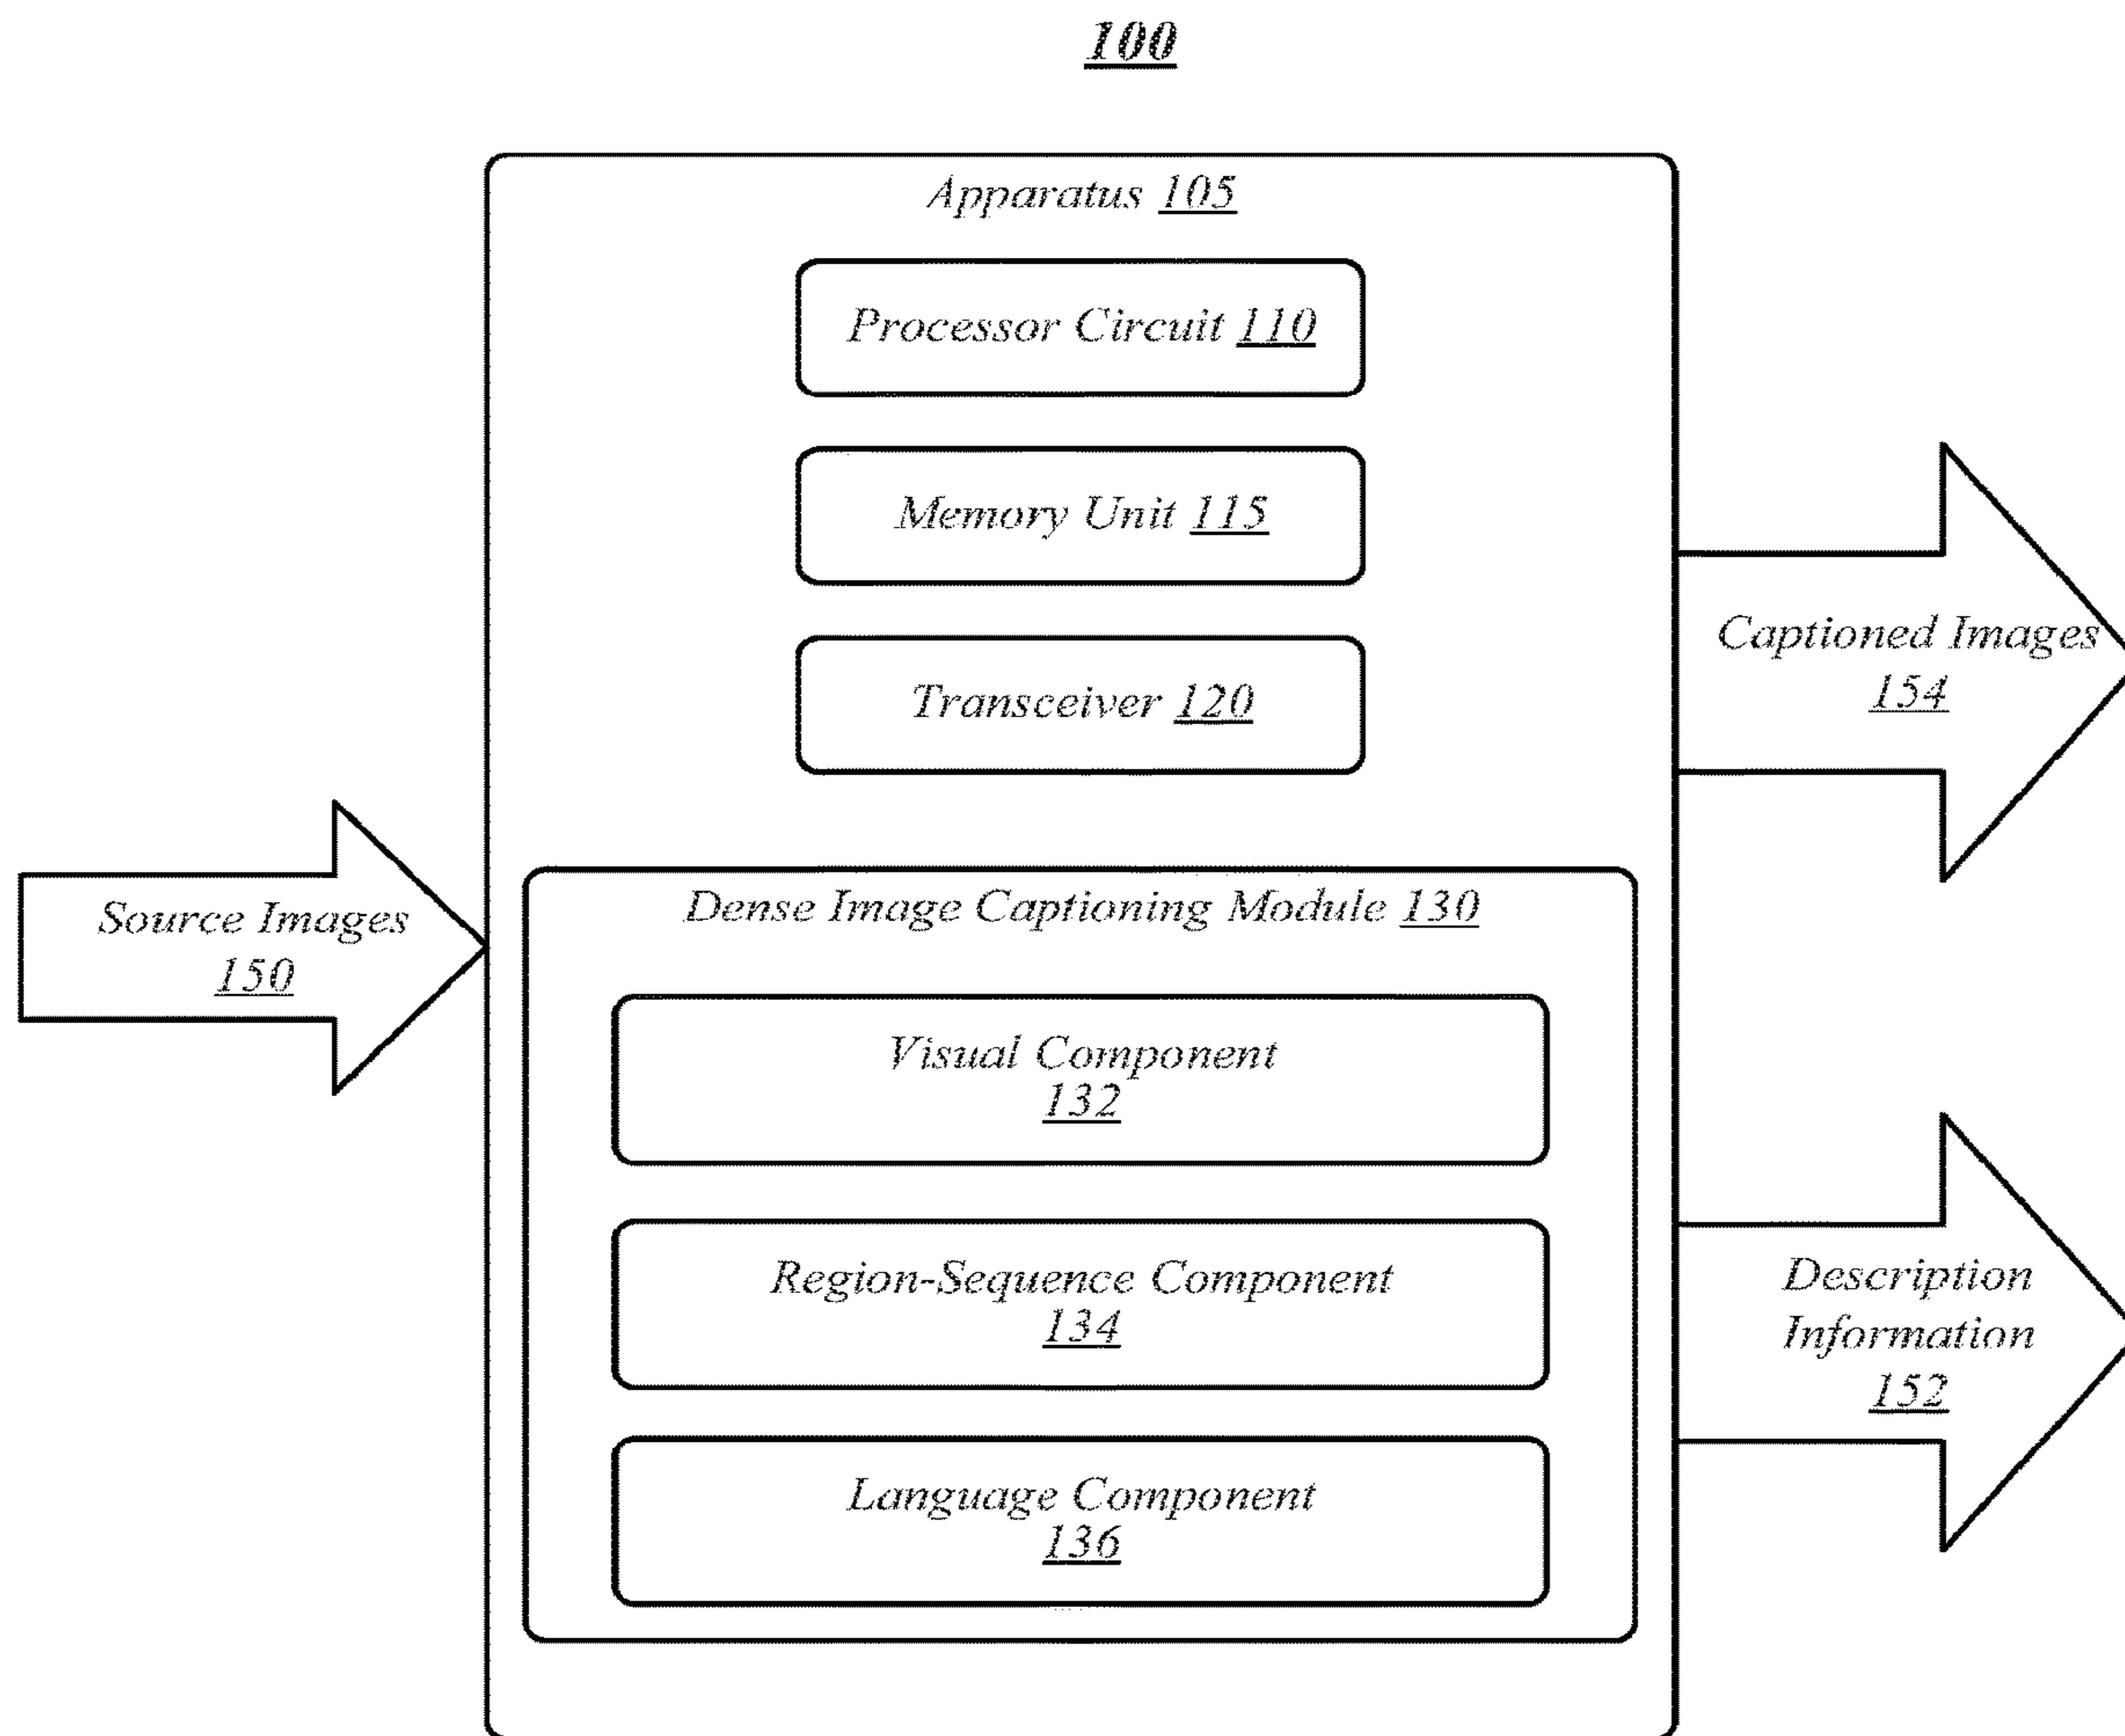 100
Apparatus 105
Processor Circuit 110
Memory Unit 115
Transceiver 120
Source Images
150
Dense Image Captioning Module 130
Visual Component
132
Region-Sequence Component
134
Language Component
136
Captioned Images
154
Description
Information
152